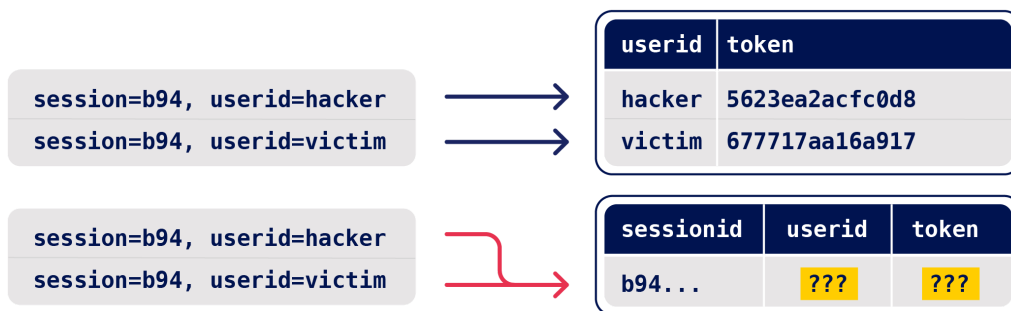 userid token
session=b94, userid=hacker
hacker 5623ea2acfc0d8
session=b94, userid=victim
victim 677717aa16a917
sessionid userid token
session=b94, userid=hacker
session=b94, userid=victim
b94... ??? ???